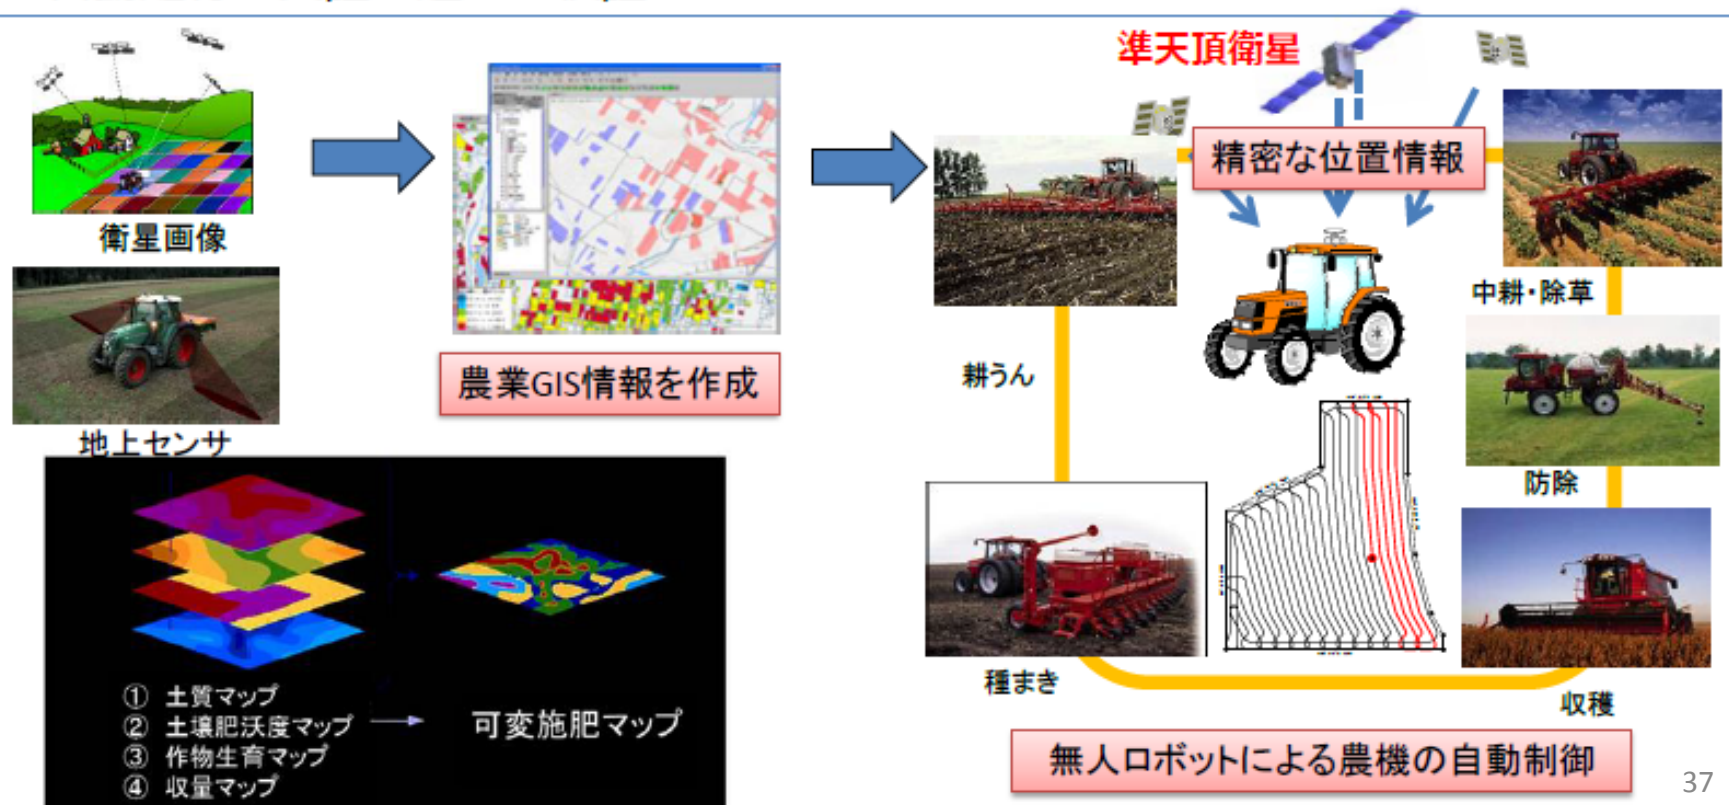 衛星画像
地上センサ
農業GIS情報を作成
① 土質マップ
② 土壌肥沃度マップ
③ 作物生育マップ
④ 収量マップ
可変施肥マップ
準天頂衛星
精密な位置情報
耕うん
種まき
中耕・除草
防除
収穫
無人ロボットによる農機の自動制御
37